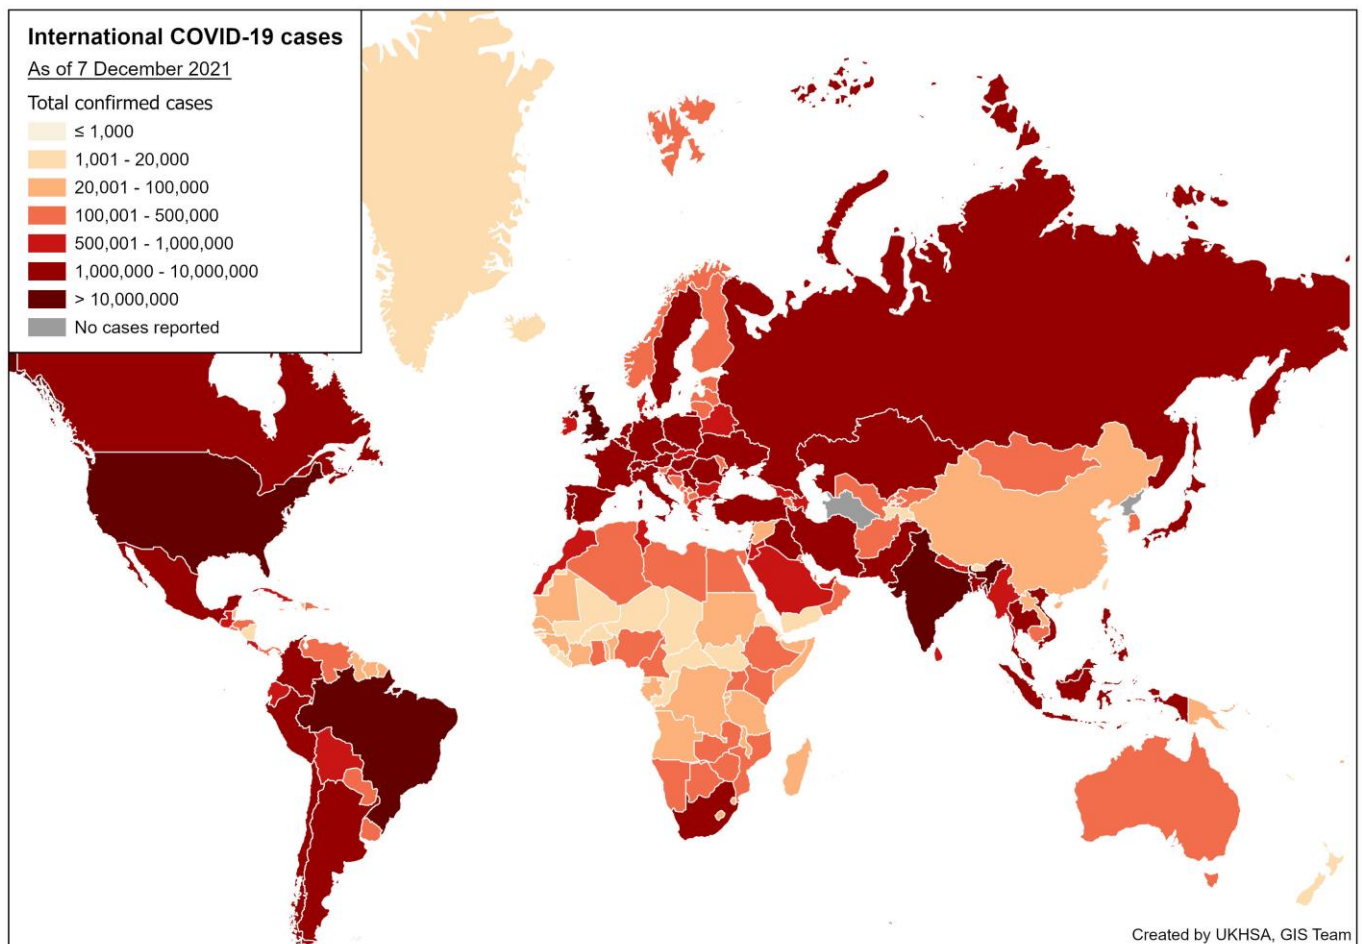 International COVID-19 cases
As of 7 December 2021
Total confirmed cases
≤ 1,000
1,001 - 20,000
20,001 - 100,000
100,001 - 500,000
500,001 - 1,000,000
1,000,000 - 10,000,000
> 10,000,000
No cases reported
Created by UKHSA, GIS Team